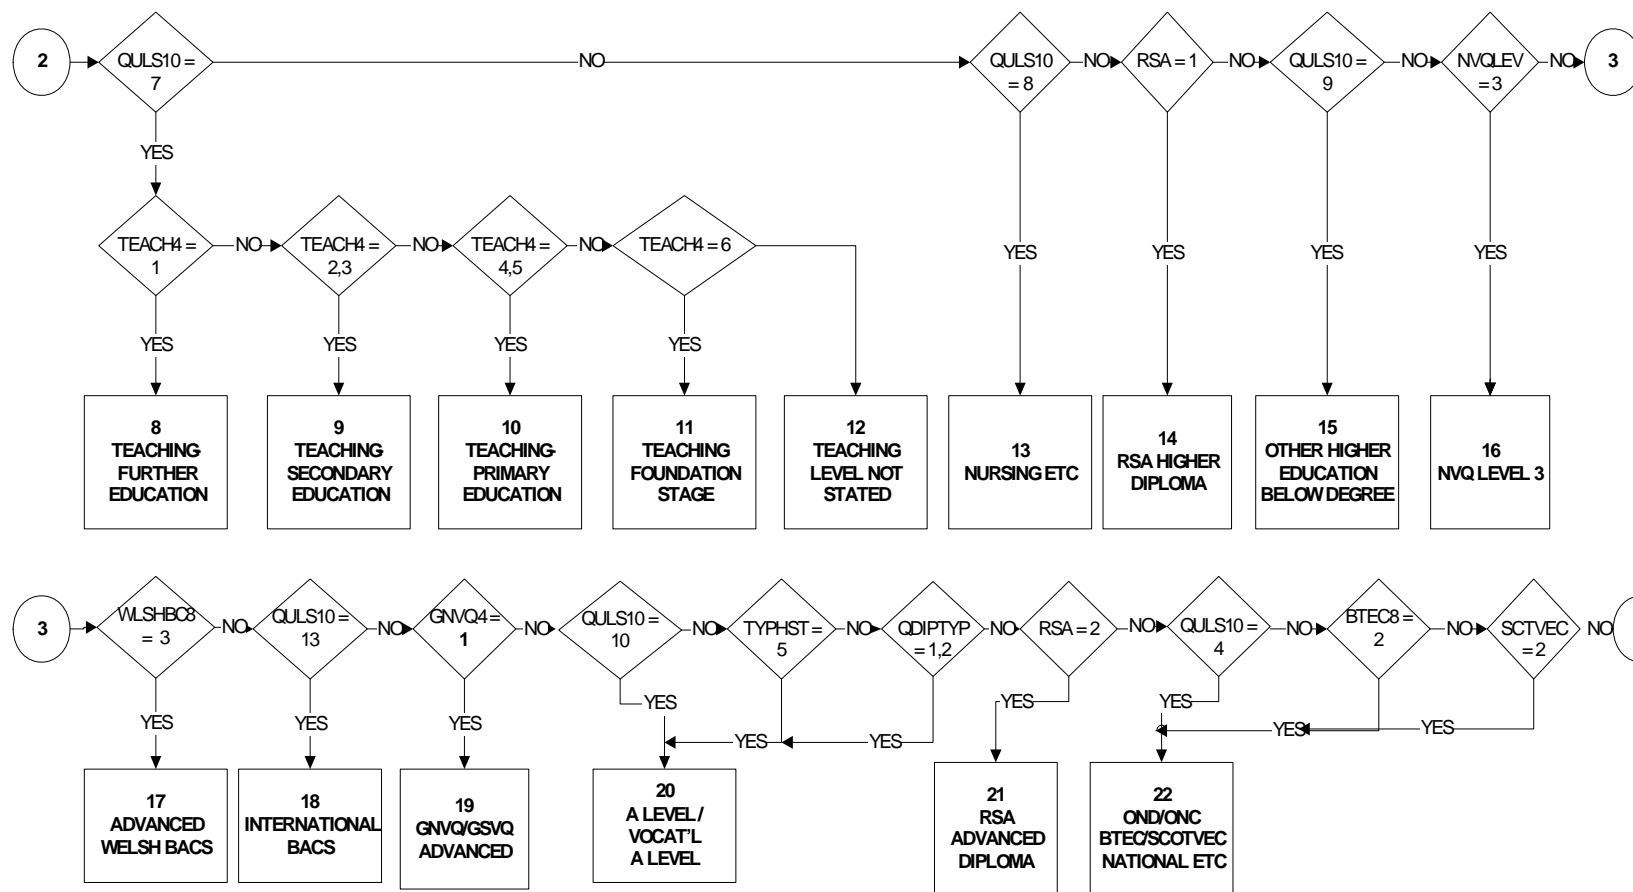 2
QULS10 =
7
NO
QULS10
= 8
NO
RSA = 1
NO
QULS10 =
9
NO
NVQLEV
= 3
NO
3
YES
TEACH4 =
1
NO
TEACH4 =
2,3
NO
TEACH4 =
4,5
NO
TEACH4 = 6
YES
YES
YES
YES
YES
YES
YES
YES
8
TEACHING-
FURTHER
EDUCATION
9
TEACHING
SECONDARY
EDUCATION
10
TEACHING-
PRIMARY
EDUCATION
11
TEACHING
FOUNDATION
STAGE
12
TEACHING
LEVEL NOT
STATED
13
NURSING ETC
14
RSA HIGHER
DIPLOMA
15
OTHER HIGHER
EDUCATION
BELOW DEGREE
16
NVQ LEVEL 3
3
WLSHBC8
= 3
NO
QULS10 =
13
NO
GNVQ4=
1
NO
QULS10 =
10
NO
TYPHST =
5
NO
QDIPTYP
= 1,2
NO
RSA = 2
NO
QULS10 =
4
NO
BTEC8 =
2
NO
SCTVEC
= 2
NO
YES
YES
YES
YES
YES
YES
YES
YES
YES
YES
17
ADVANCED
WELSH BACS
18
INTERNATIONAL
BACS
19
GNVQ/GSVQ
ADVANCED
20
A LEVEL /
VOCAT'L
A LEVEL
21
RSA
ADVANCED
DIPLOMA
22
OND/ONC
BTEC/SCOTVEC
NATIONAL ETC